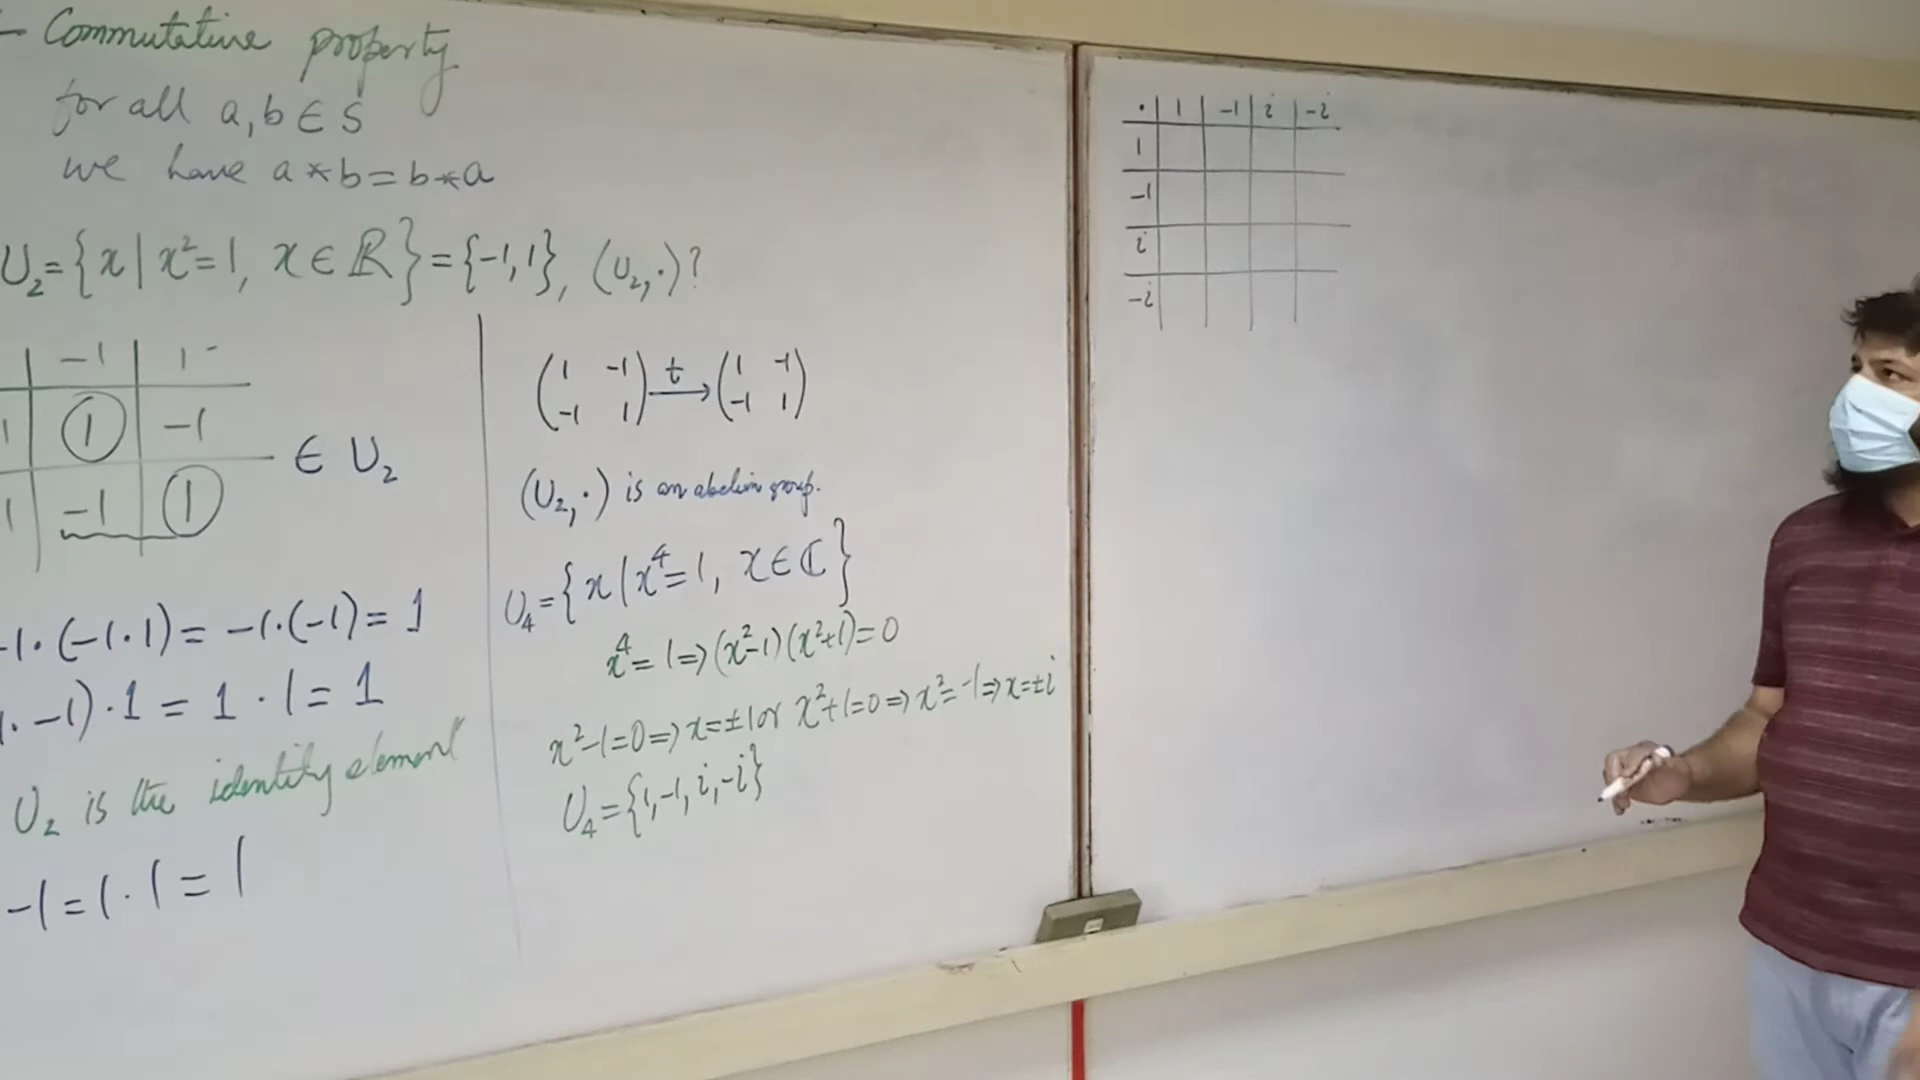 - Commutative property
for all a, b ∈ S
we have a * b = b * a
U₂ = {x | x² = 1, x ∈ ℝ} = {-1, 1}, (U₂, ·)?
-1 1
1 1 -1
1 -1 1
∈ U₂
-1 · (-1 · 1) = -1 · (-1) = 1
· -1) · 1 = 1 · 1 = 1
U₂ is the identity element
-1 = 1 · 1 = 1
(1 -1
-1 1) t→ (1 -1
-1 1)
(U₂, ·) is an abelian group.
U₄ = {x | x⁴ = 1, x ∈ ℂ}
x⁴ = 1 ⇒ (x² - 1)(x² + 1) = 0
x² - 1 = 0 ⇒ x = ±1 or x² + 1 = 0 ⇒ x² = -1 ⇒ x = ±i
U₄ = {1, -1, i, -i}
· 1 -1 i -i
1
-1
i
-i